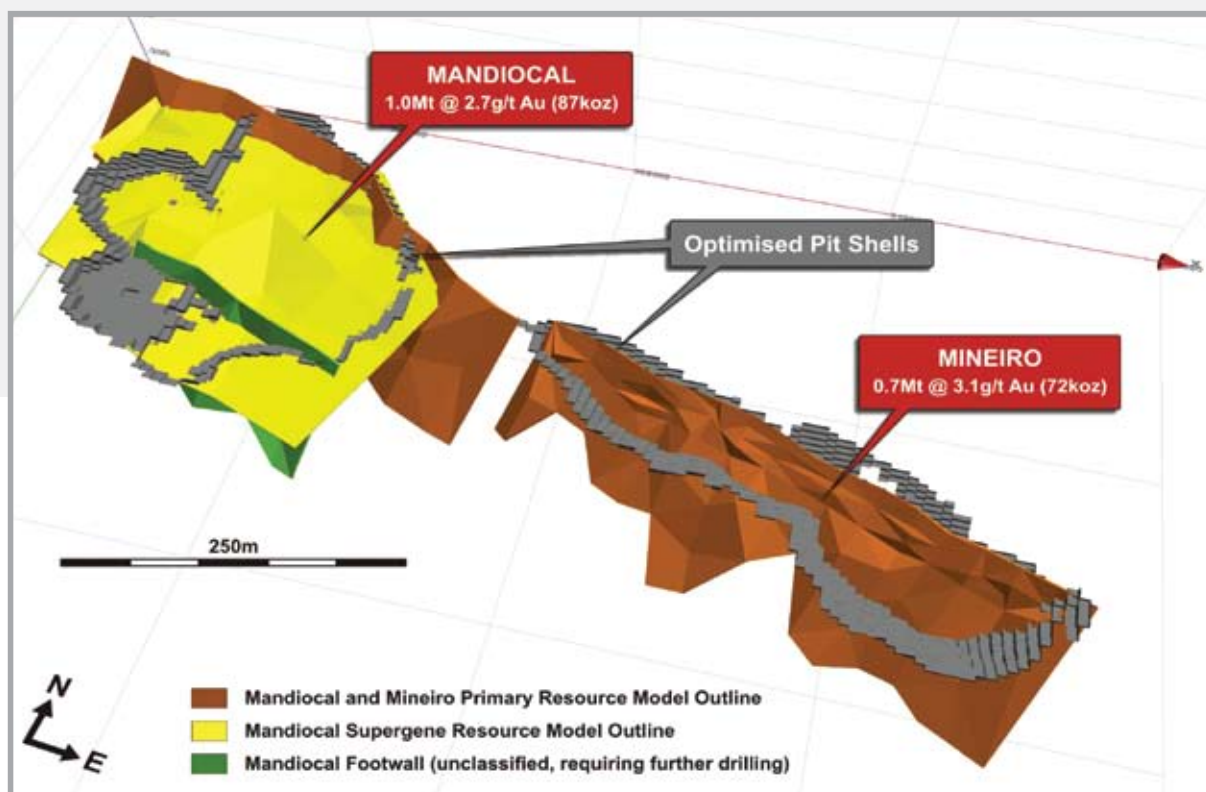 MANDIOCAL
1.0Mt @ 2.7g/t Au (87koz)
Optimised Pit Shells
MINEIRO
0.7Mt @ 3.1g/t Au (72koz)
250m
N
E
Mandiocal and Mineiro Primary Resource Model Outline
Mandiocal Supergene Resource Model Outline
Mandiocal Footwall (unclassified, requiring further drilling)